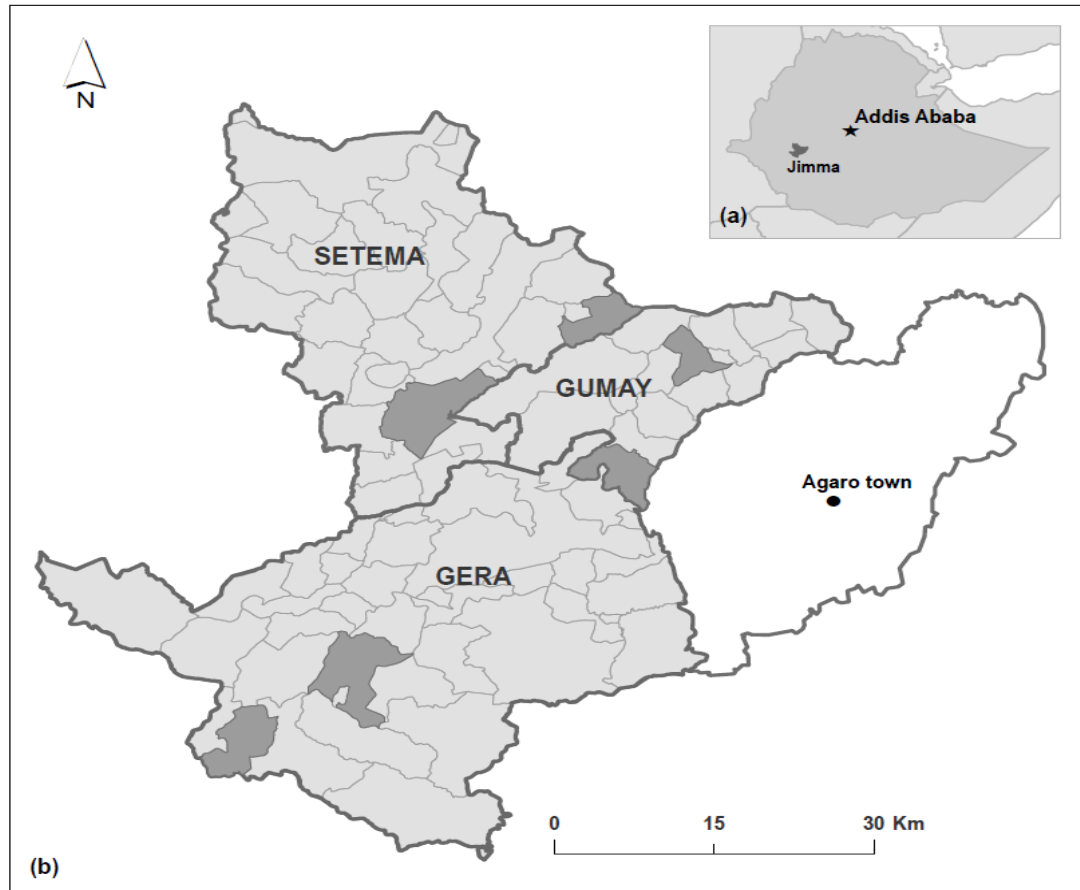 N
Addis Ababa
Jimma
(a)
SETEMA
GUMAY
Agaro town
GERA
0 15 30 Km
(b)